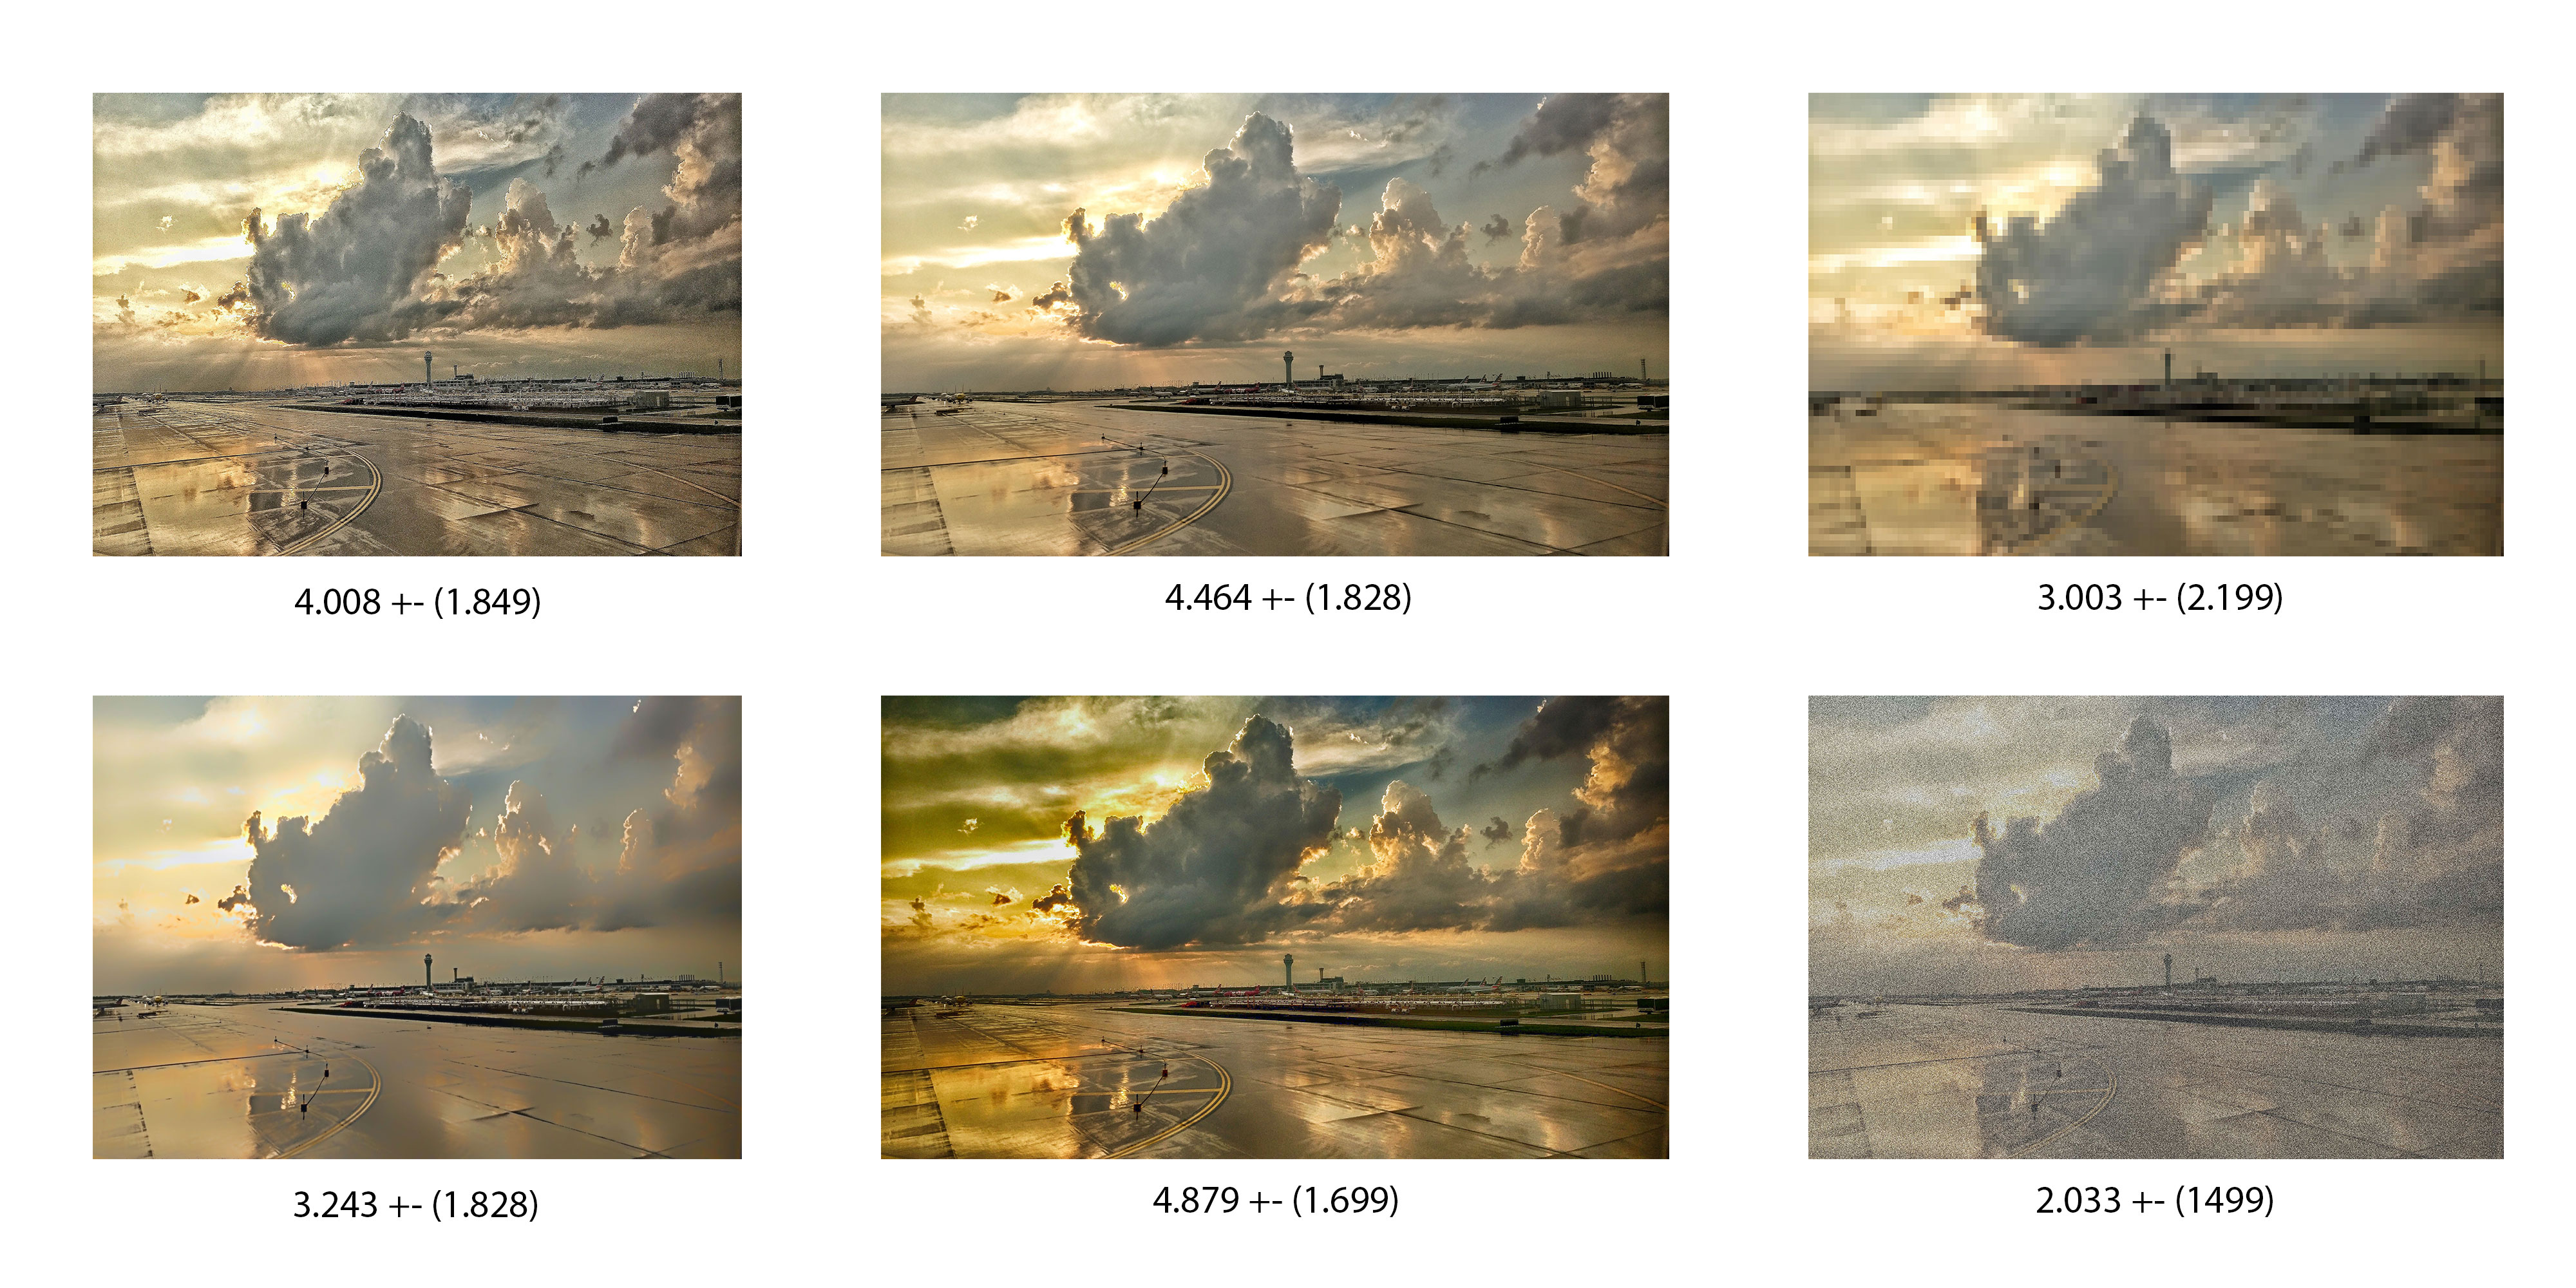 4.008 +- (1.849)
4.464 +- (1.828)
3.003 +- (2.199)
3.243 +- (1.828)
4.879 +- (1.699)
2.033 +- (1499)